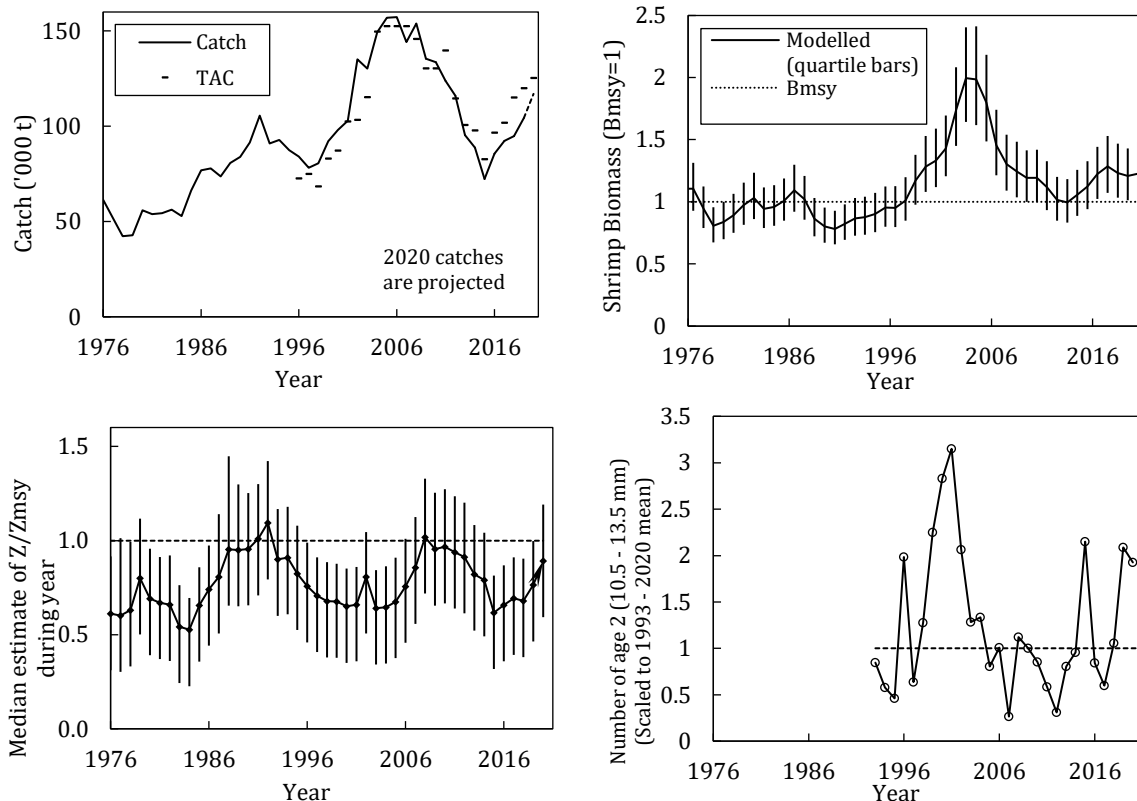 Catch ('000 t)
150
100
50
0
Catch
TAC
2020 catches
are projected
1976
1986
1996
2006
2016
Year
Shrimp Biomass (Bmsy=1)
2.5
2
1.5
1
0.5
0
Modelled
(quartile bars)
Bmsy
1976
1986
1996
2006
2016
Year
Median estimate of Z/Zmsy
during year
1.5
1.0
0.5
0.0
1976
1986
1996
2006
2016
Year
Number of age 2 (10.5 - 13.5 mm)
(Scaled to 1993 - 2020 mean)
3.5
3
2.5
2
1.5
1
0.5
0
1976
1986
1996
2006
2016
Year